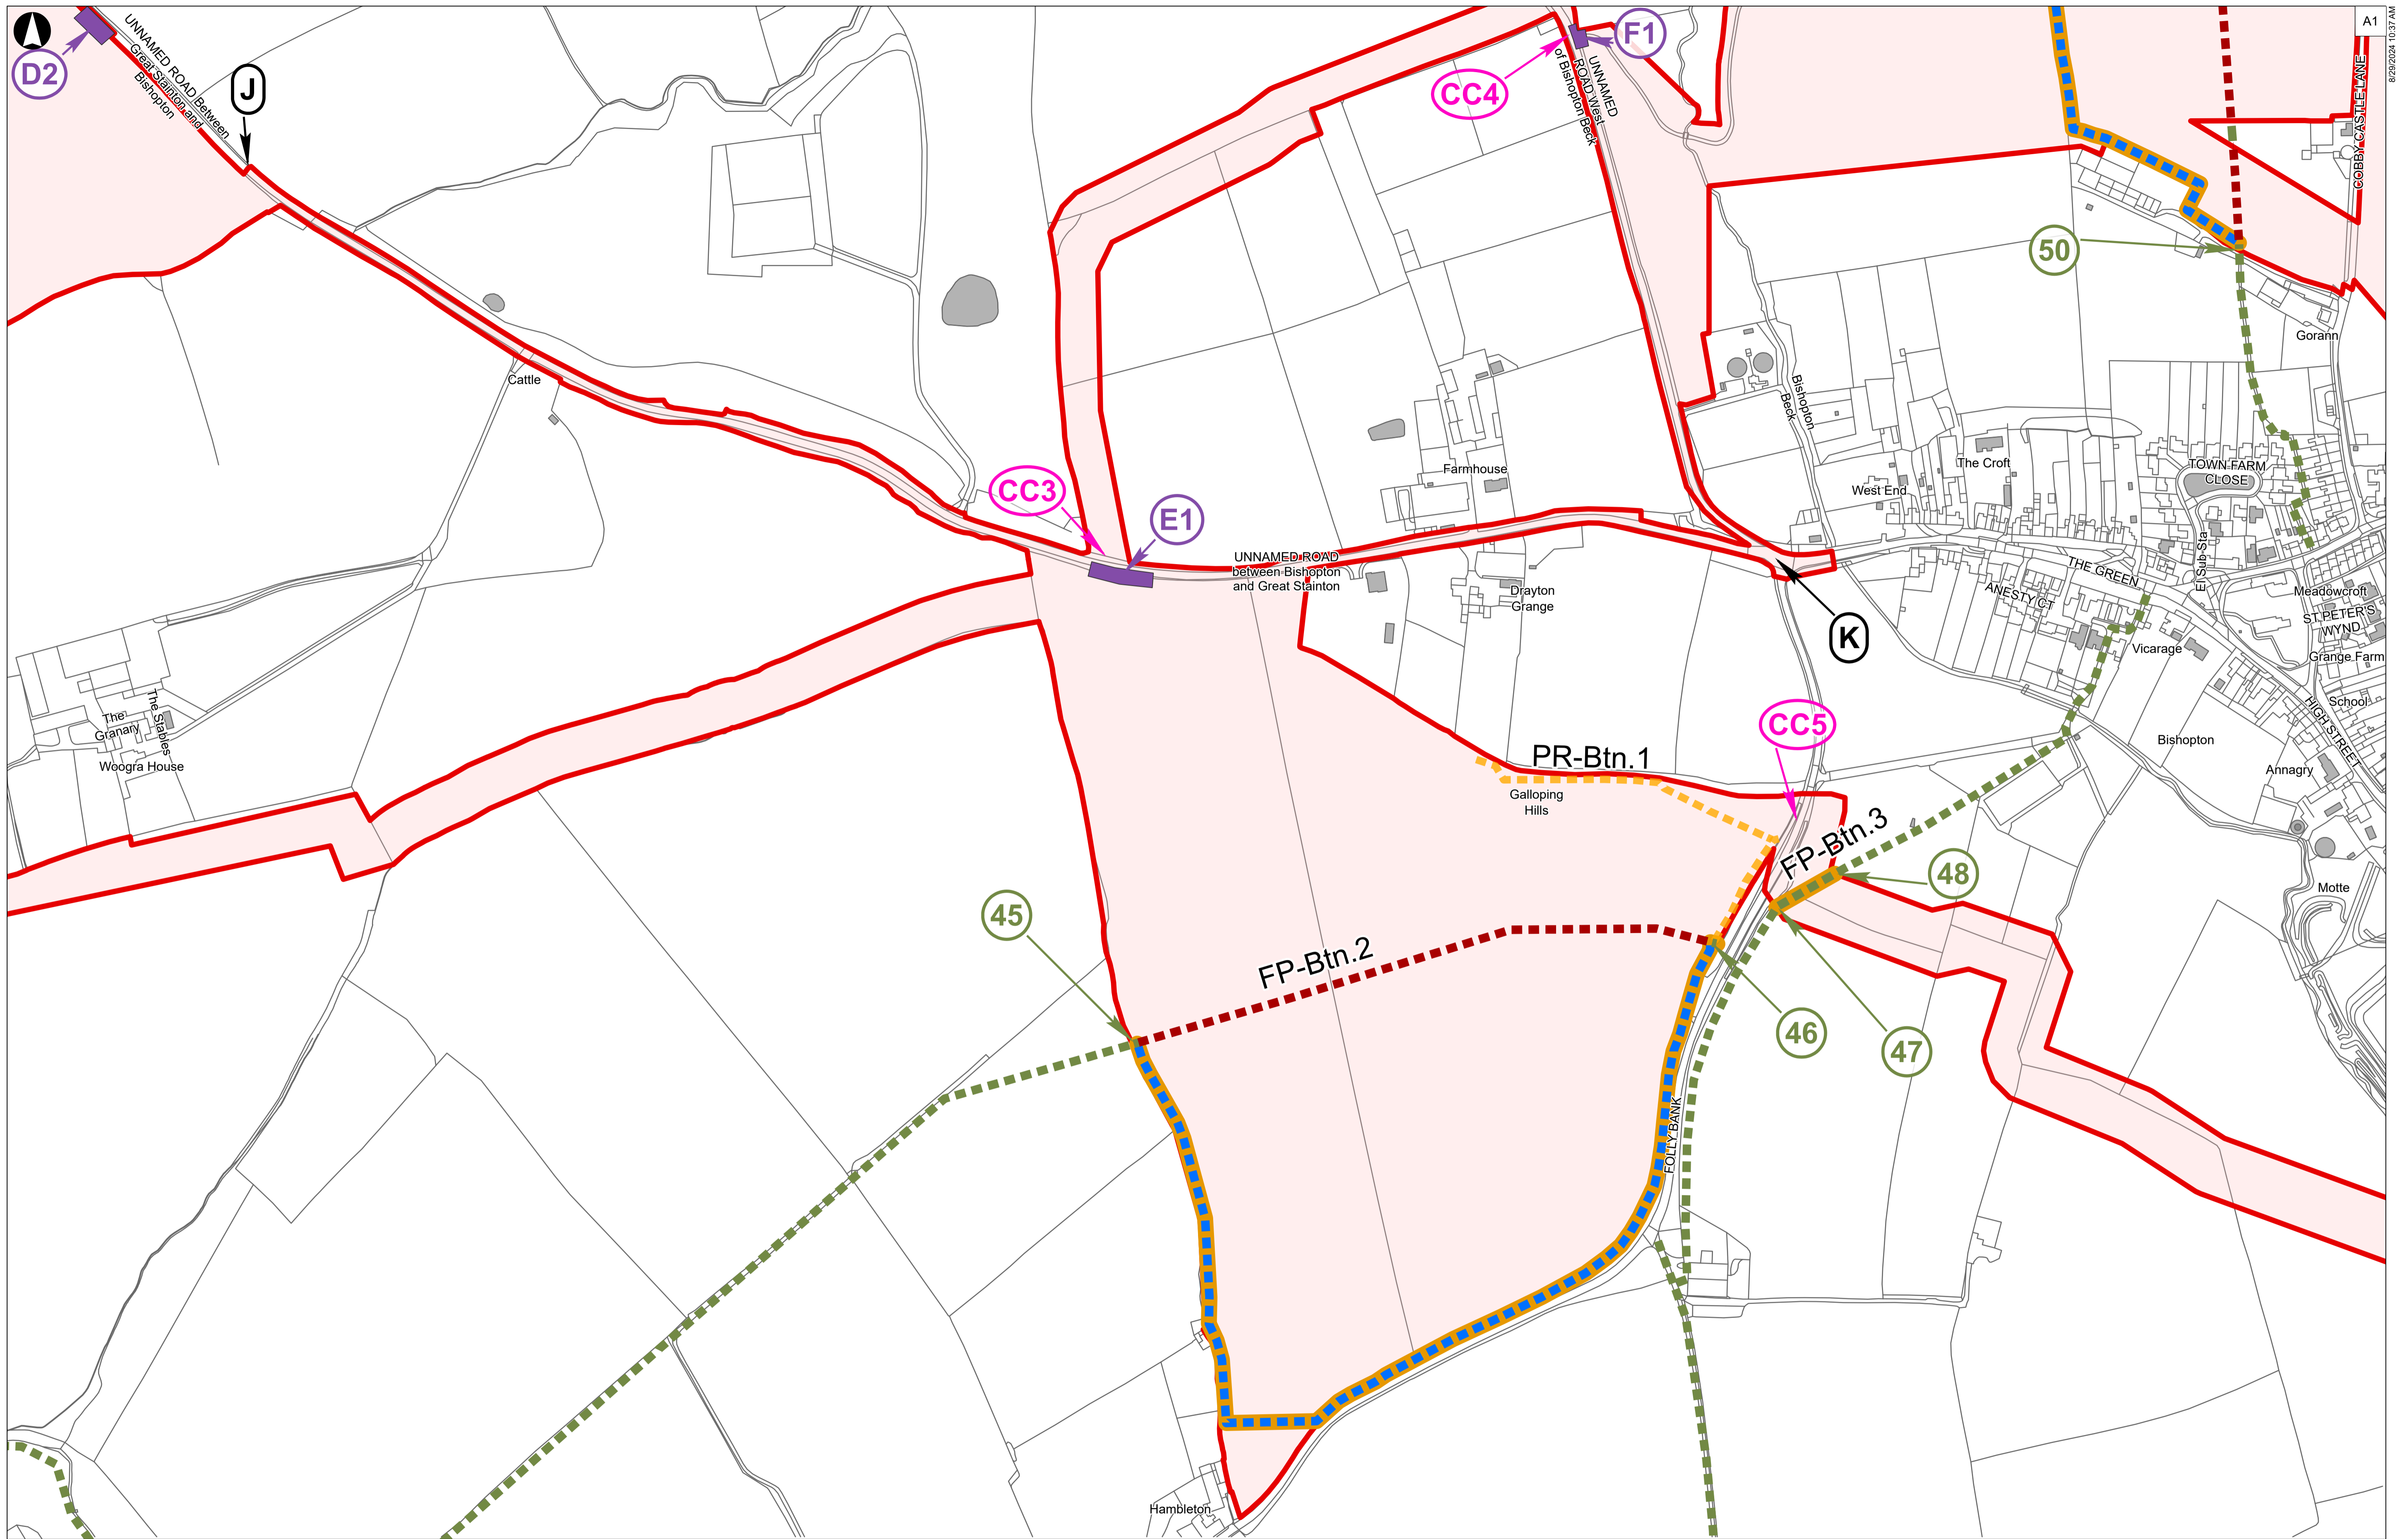 A1
8/29/2024 10:37 AM
D2
UNNAMED ROAD Between
Great Stainton and
Bishopton
J
F1
CC4
UNNAMED
ROAD West
of Bishopton Beck
COBBY CASTLE LANE
50
Gorann
Cattle
Bishopton
Beck
Farmhouse
The Croft
West End
TOWN FARM
CLOSE
CC3
E1
UNNAMED ROAD
between Bishopton
and Great Stainton
Drayton
Grange
El Sub Sta
THE GREEN
ANESTY CT
Meadowcroft
ST PETER'S
WYND
K
Vicarage
Grange Farm
School
HIGH STREET
The
Granary
The Stables
Woogra House
CC5
Bishopton
Annagry
PR-Btn.1
Galloping
Hills
FP-Btn.3
48
Motte
45
FP-Btn.2
46
47
FOLLY BANK
Hambleton